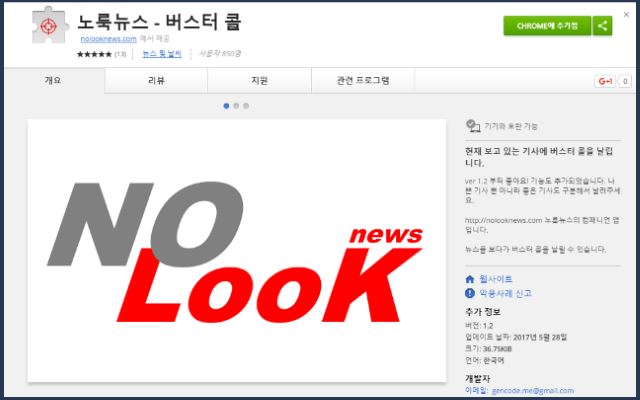 노룩뉴스 - 버스터 콜
nolooknews.com 에서 제공
★★★★★ (13) 뉴스 및 날씨 사용자 850명
CHROME에 추가됨
개요 리뷰 지원 관련 프로그램
G+1 0
NO
news
LooK
기기와 호환 가능
현재 보고 있는 기사에 버스터 콜을 날립
니다.
ver 1.2 부터 좋아요! 기능도 추가되었습니다. 나
쁜 기사 뿐 아니라 좋은 기사도 구분해서 날려주세
요.
http://nolooknews.com 노룩뉴스의 컴패니언 앱
입니다.
뉴스를 보다가 버스터 콜을 날릴 수 있습니다.
웹사이트
악용사례 신고
추가 정보
버전: 1.2
업데이트 날짜: 2017년 5월 28일
크기: 36.75KiB
언어: 한국어
개발자
이메일: gencode.me@gmail.com